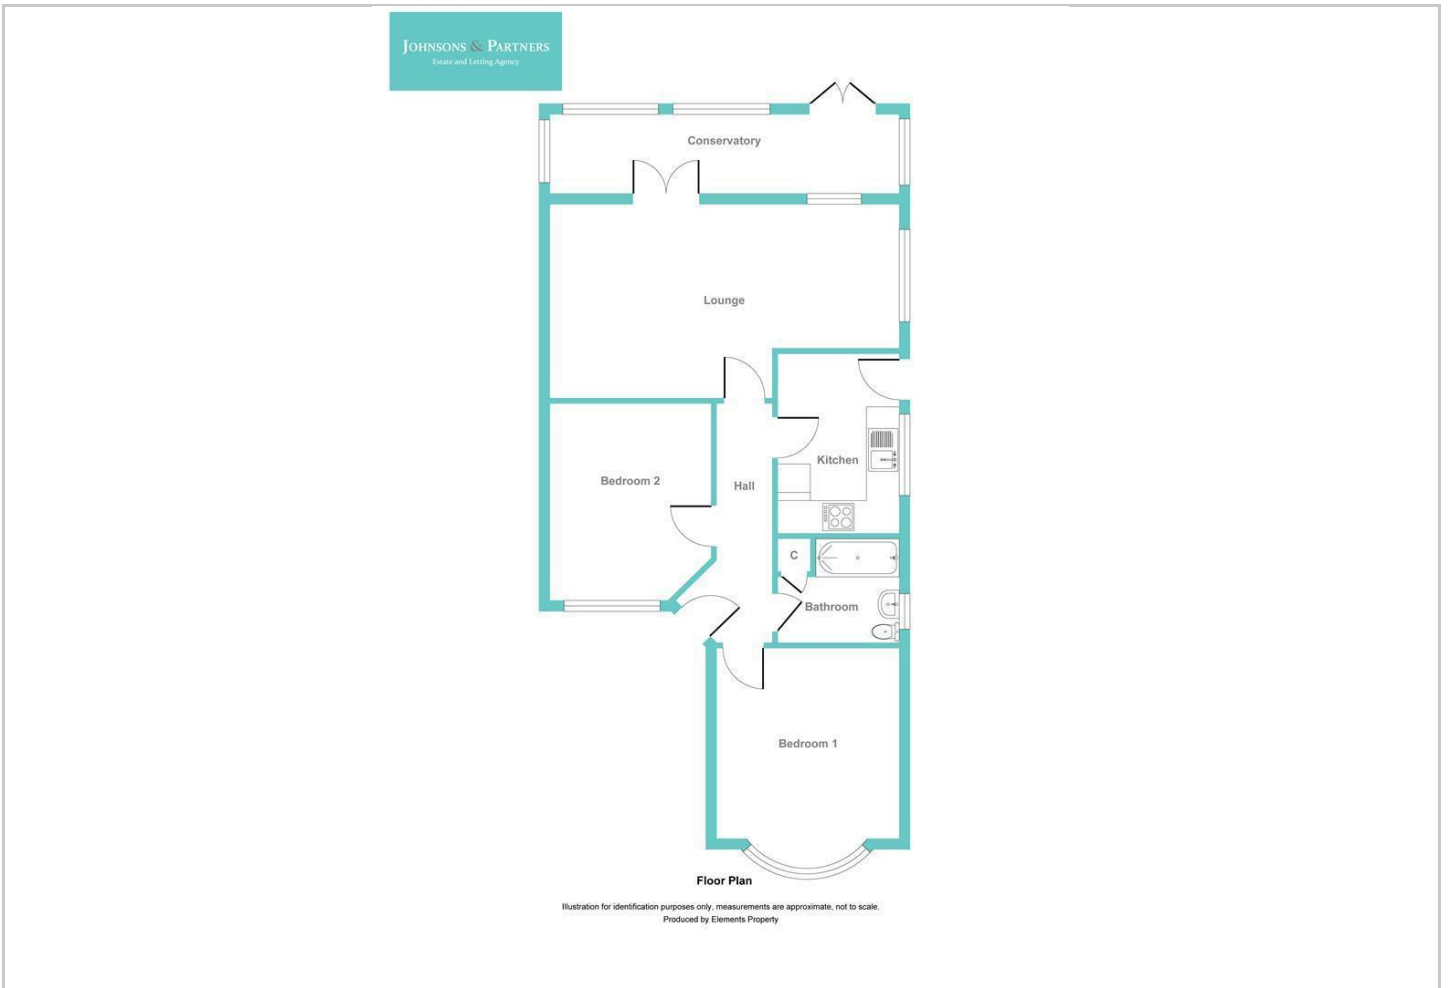 JOHNSONS & PARTNERS
Estate and Letting Agency
Conservatory
Lounge
Kitchen
Bedroom 2
Hall
C
Bathroom
Bedroom 1
Floor Plan
Illustration for identification purposes only, measurements are approximate, not to scale.
Produced by Elements Property